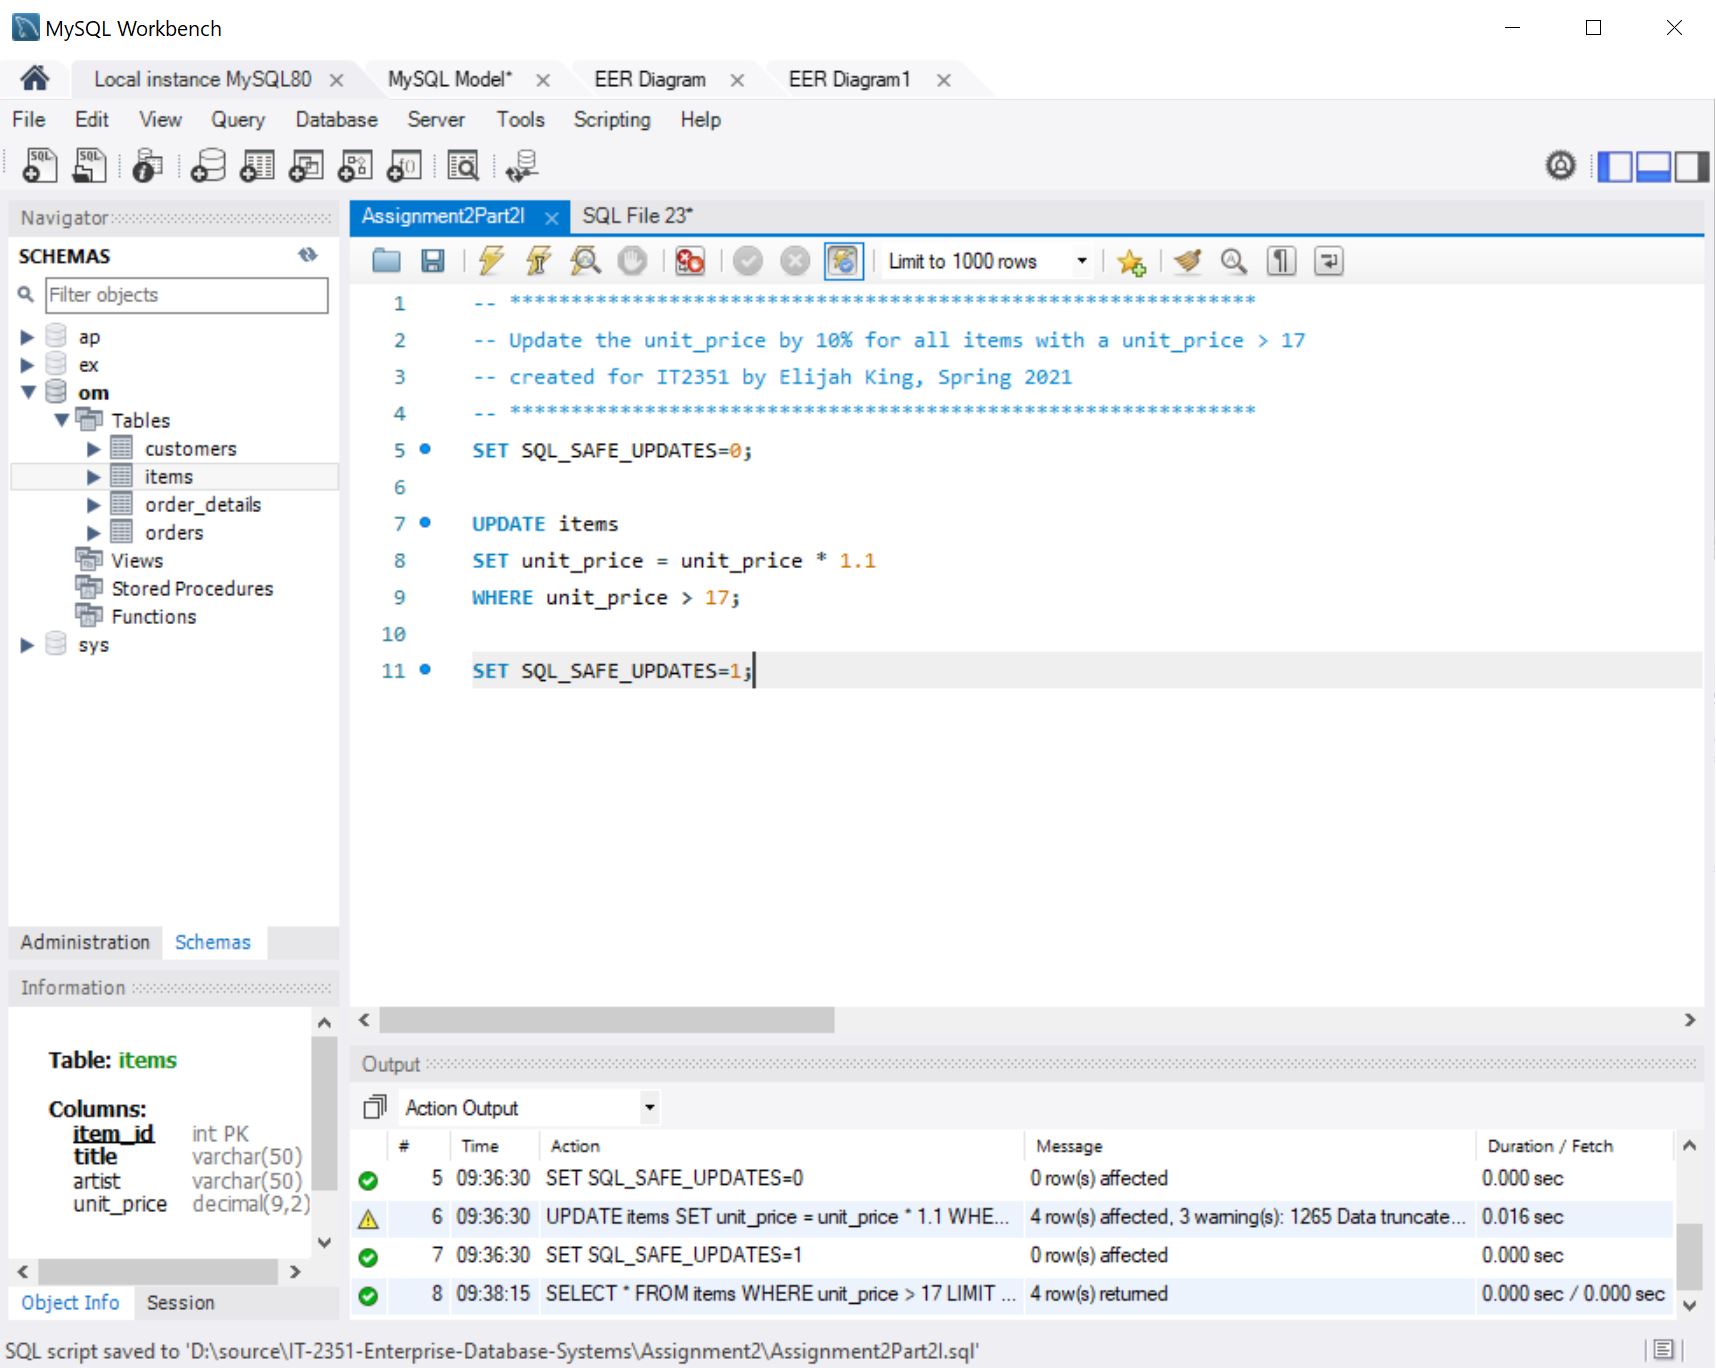 MySQL Workbench
Local instance MySQL80
MySQL Model*
EER Diagram
EER Diagram1
File Edit View Query Database Server Tools Scripting Help
Navigator
SCHEMAS
Filter objects
ap
ex
om
Tables
customers
items
order_details
orders
Views
Stored Procedures
Functions
sys
Administration Schemas
Information
Table: items
Columns:
item_id int PK
title varchar(50)
artist varchar(50)
unit_price decimal(9,2)
Object Info Session
Assignment2Part2I SQL File 23*
Limit to 1000 rows
1 -- *************************************************************
2 -- Update the unit_price by 10% for all items with a unit_price > 17
3 -- created for IT2351 by Elijah King, Spring 2021
4 -- *************************************************************
5 SET SQL_SAFE_UPDATES=0;
6
7 UPDATE items
8 SET unit_price = unit_price * 1.1
9 WHERE unit_price > 17;
10
11 SET SQL_SAFE_UPDATES=1;
Output
Action Output
# Time Action Message Duration / Fetch
5 09:36:30 SET SQL_SAFE_UPDATES=0 0 row(s) affected 0.000 sec
6 09:36:30 UPDATE items SET unit_price = unit_price * 1.1 WHE... 4 row(s) affected, 3 warning(s): 1265 Data truncate... 0.016 sec
7 09:36:30 SET SQL_SAFE_UPDATES=1 0 row(s) affected 0.000 sec
8 09:38:15 SELECT * FROM items WHERE unit_price > 17 LIMIT ... 4 row(s) returned 0.000 sec / 0.000 sec
SQL script saved to 'D:\source\IT-2351-Enterprise-Database-Systems\Assignment2\Assignment2Part2I.sql'